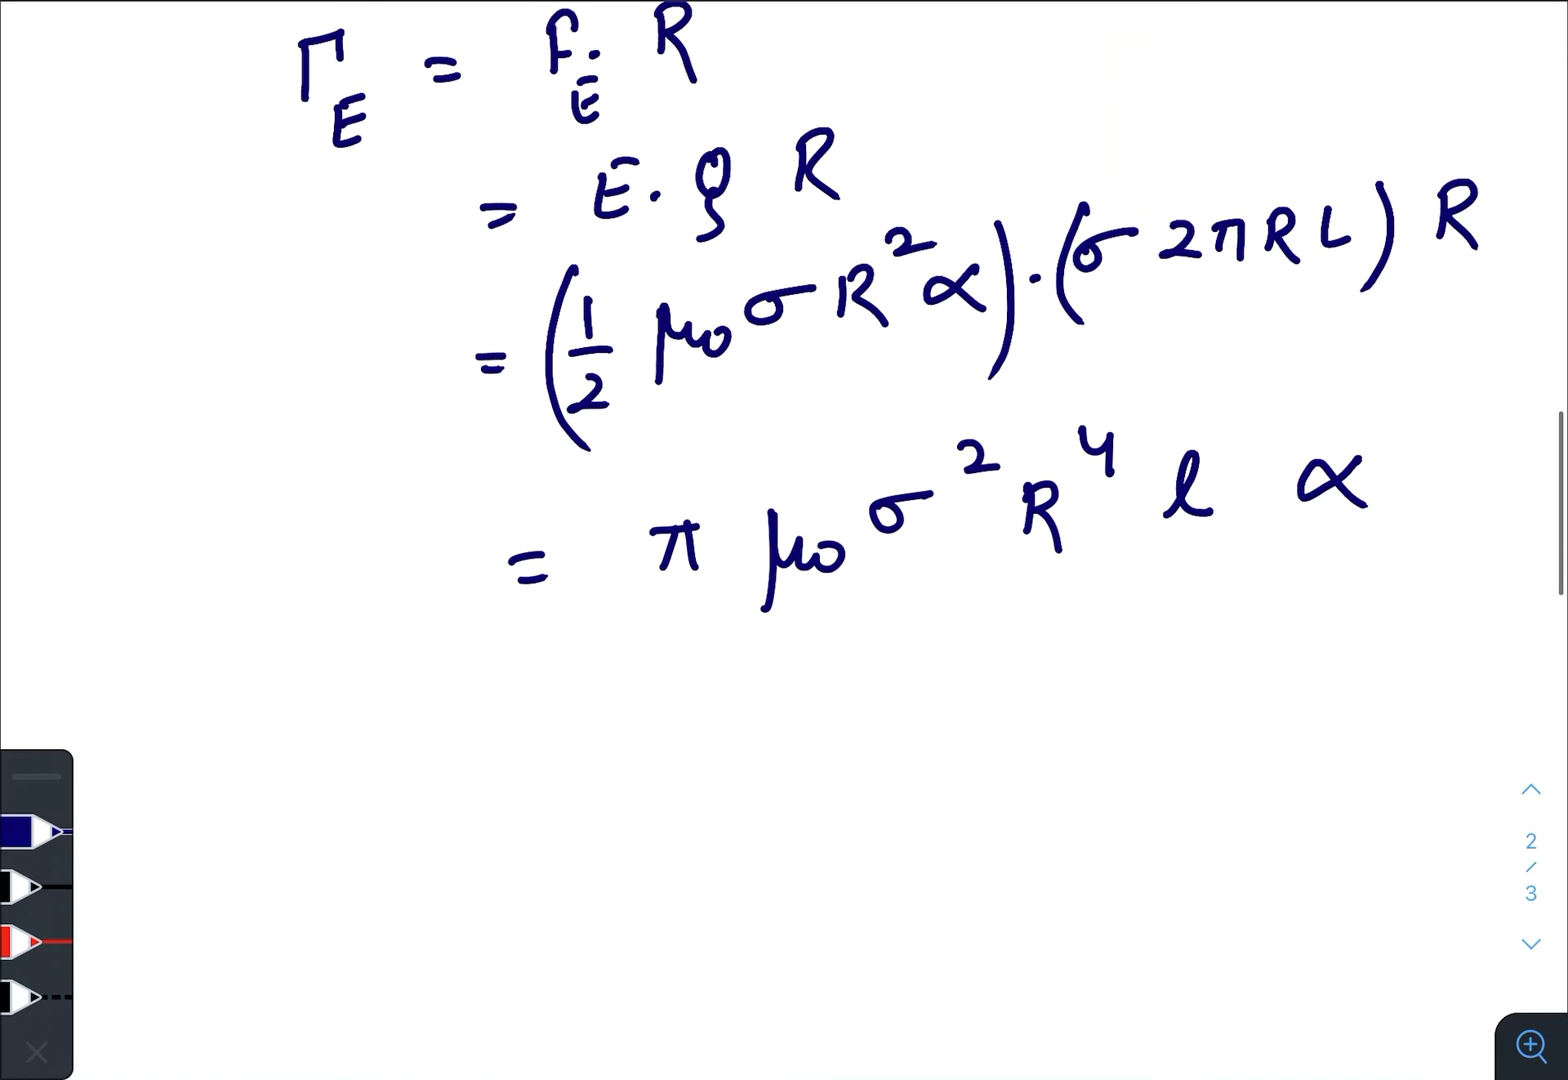 Γ_E = F_E · R
= E · Q R
= (1/2 μ₀ σ R² α) · (σ 2π R L) R
= π μ₀ σ² R⁴ l α
2
/
3